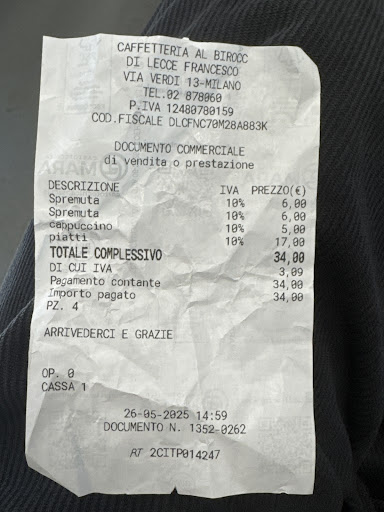 CAFFETTERIA AL BIROCC
DI LECCE FRANCESCO
VIA VERDI 13-MILANO
TEL.02 878060
P.IVA 12480780159
COD.FISCALE DLCFNC70M28A883K
DOCUMENTO COMMERCIALE
di vendita o prestazione
DESCRIZIONE IVA PREZZO(€)
Spremuta 10% 6,00
Spremuta 10% 6,00
cappuccino 10% 5,00
piatti 10% 17,00
TOTALE COMPLESSIVO 34,00
DI CUI IVA 3,09
Pagamento contante 34,00
Importo pagato 34,00
PZ. 4
ARRIVEDERCI E GRAZIE
OP. 0
CASSA 1
26-05-2025 14:59
DOCUMENTO N. 1352-0262
RT 2CITP014247